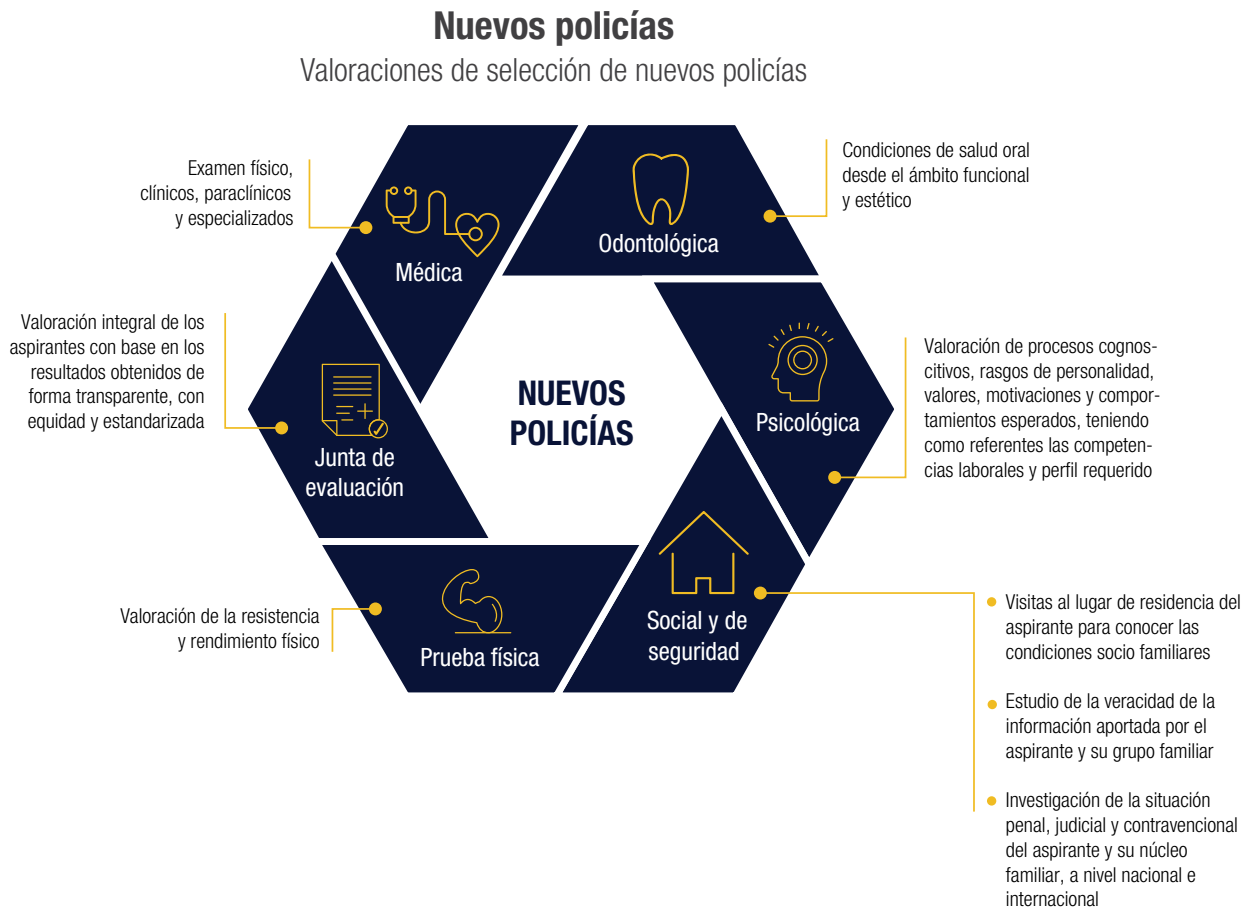 Nuevos policías
Valoraciones de selección de nuevos policías
Examen físico,
clínicos, paraclínicos
y especializados
Médica
Odontológica
Condiciones de salud oral
desde el ámbito funcional
y estético
Valoración integral de los
aspirantes con base en los
resultados obtenidos de
forma transparente, con
equidad y estandarizada
Junta de
evaluación
NUEVOS
POLICÍAS
Psicológica
Valoración de procesos cognos-
citivos, rasgos de personalidad,
valores, motivaciones y compor-
tamientos esperados, teniendo
como referentes las competen-
cias laborales y perfil requerido
Valoración de la resistencia
y rendimiento físico
Prueba física
Social y de
seguridad
Visitas al lugar de residencia del
aspirante para conocer las
condiciones socio familiares
Estudio de la veracidad de la
información aportada por el
aspirante y su grupo familiar
Investigación de la situación
penal, judicial y contravencional
del aspirante y su núcleo
familiar, a nivel nacional e
internacional